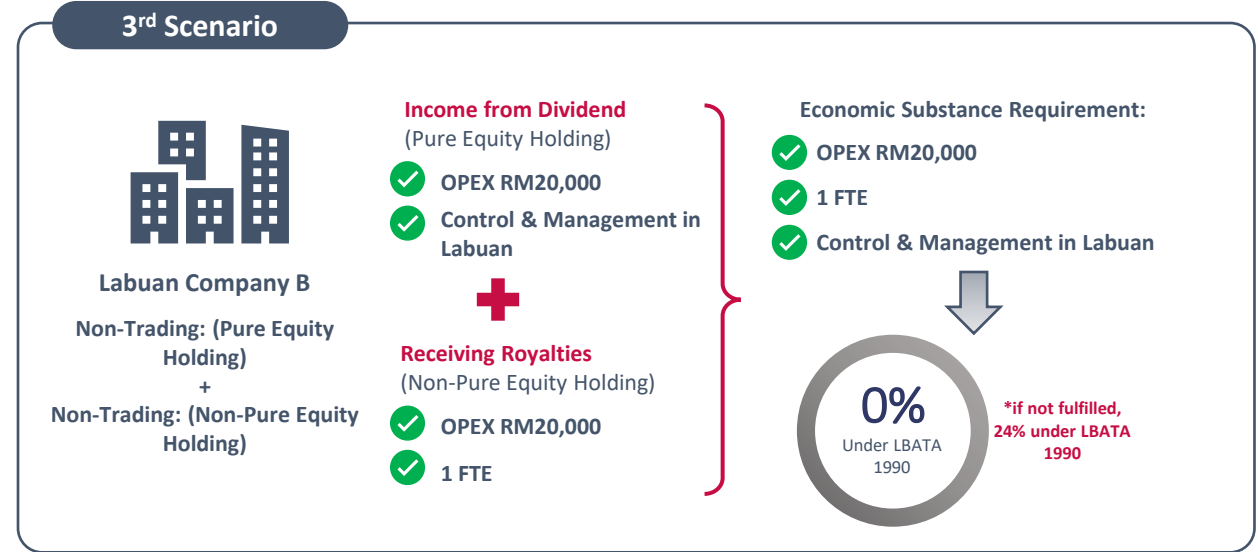 3rd Scenario
Labuan Company B
Non-Trading: (Pure Equity
Holding)
+
Non-Trading: (Non-Pure Equity
Holding)
Income from Dividend
(Pure Equity Holding)
OPEX RM20,000
Control & Management in
Labuan
Receiving Royalties
(Non-Pure Equity Holding)
OPEX RM20,000
1 FTE
Economic Substance Requirement:
OPEX RM20,000
1 FTE
Control & Management in Labuan
0%
Under LBATA
1990
*if not fulfilled,
24% under LBATA
1990